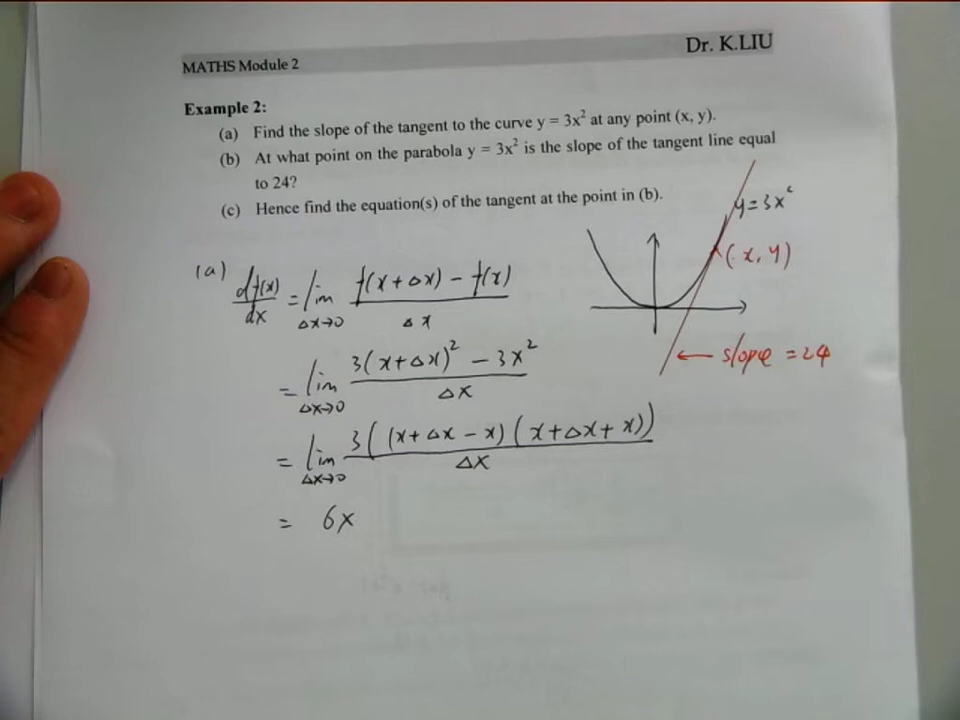 MATHS Module 2
Dr. K.LIU
Example 2:
(a) Find the slope of the tangent to the curve y = 3x² at any point (x, y).
(b) At what point on the parabola y = 3x² is the slope of the tangent line equal
to 24?
(c) Hence find the equation(s) of the tangent at the point in (b).
y = 3x²
(x, y)
slope = 24
(a) df(x)/dx = lim Δx→0 (f(x+Δx) − f(x))/Δx
= lim Δx→0 (3(x+Δx)² − 3x²)/Δx
= lim Δx→0 3((x+Δx − x)(x+Δx+x))/Δx
= 6x